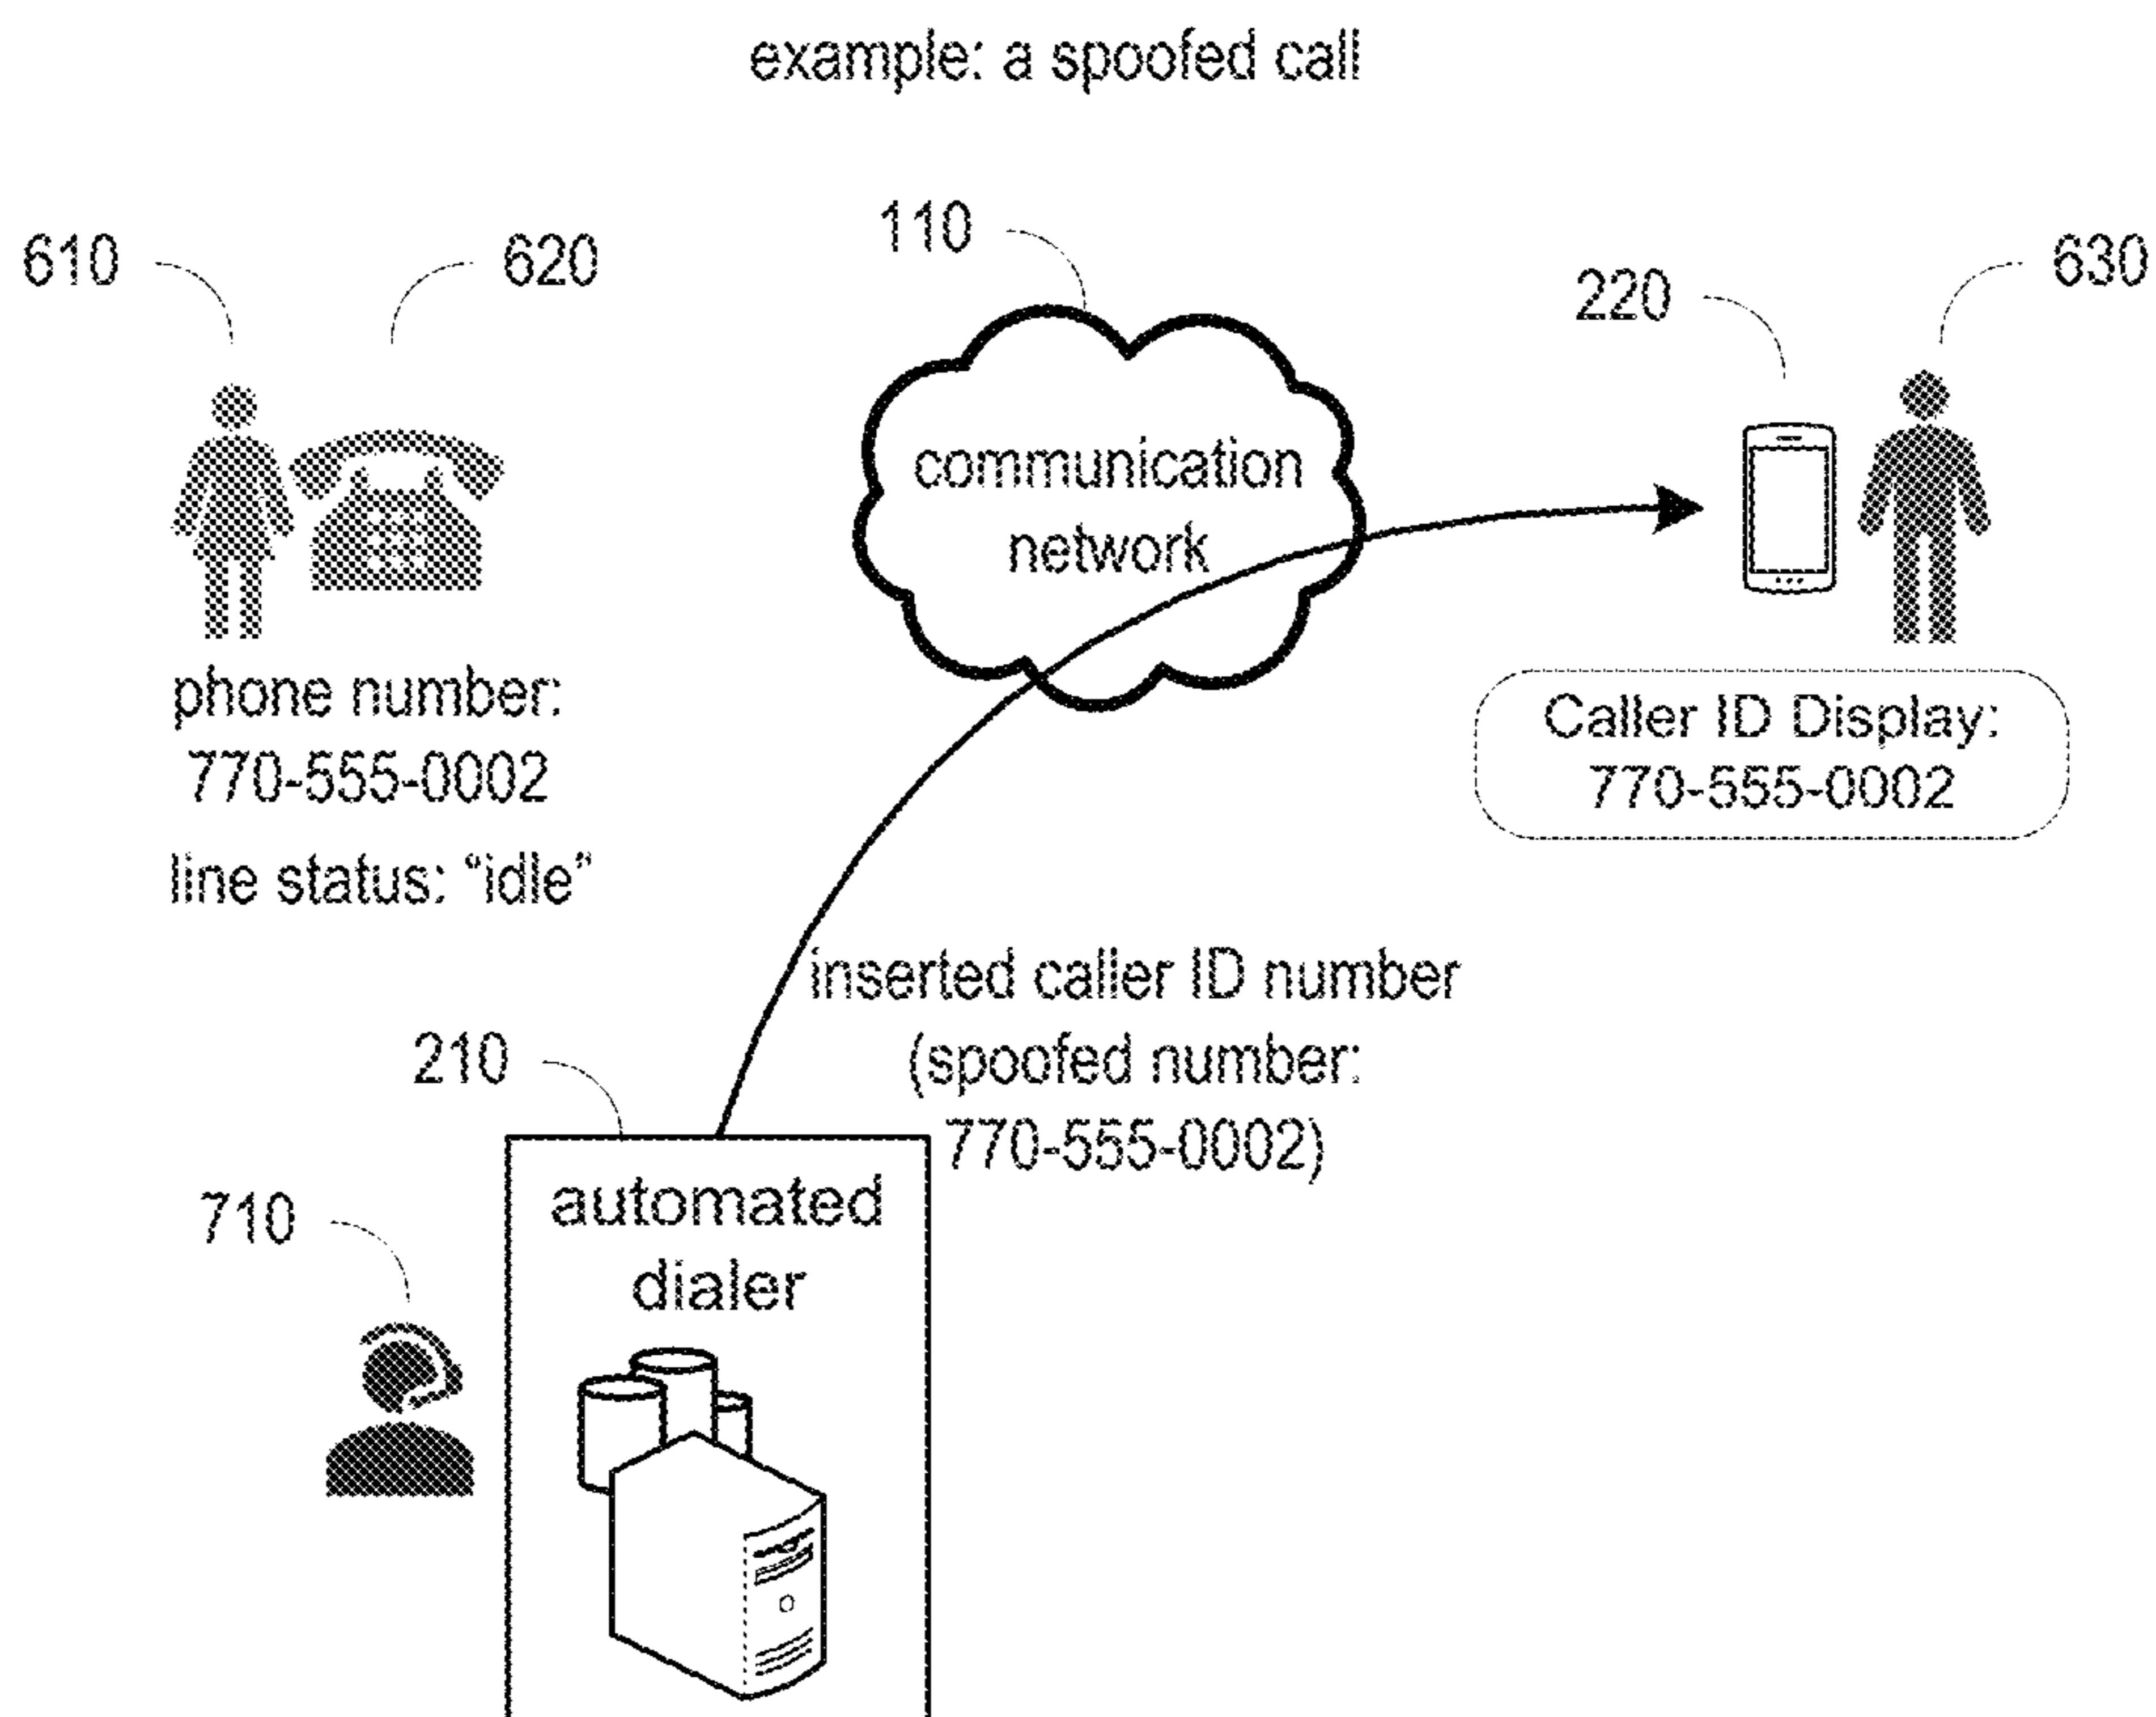 example: a spoofed call
110
610
620
220
630
communication
network
phone number:
770-555-0002
line status: “idle”
Caller ID Display:
770-555-0002
inserted caller ID number
(spoofed number:
770-555-0002)
210
automated
dialer
710